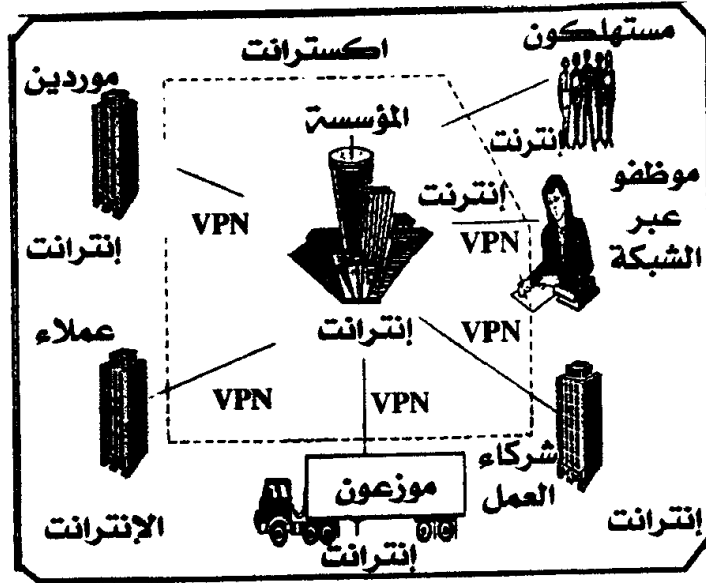 اكسترانت
مستهلكون
موردين
المؤسسة
إنترنت
إنترنت
موظفو
عبر
الشبكة
VPN
VPN
إنترانت
إنترانت
VPN
عملاء
VPN
VPN
شركاء
العمل
موزعون
الإنترانت
إنترانت
إنترانت